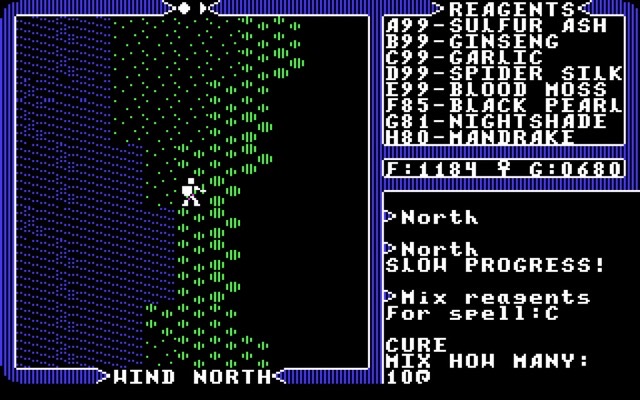 REAGENTS
A99-SULFUR ASH
B99-GINSENG
C99-GARLIC
D99-SPIDER SILK
E99-BLOOD MOSS
F85-BLACK PEARL
G81-NIGHTSHADE
H80-MANDRAKE
F:1184 G:0680
North
North
SLOW PROGRESS!
Mix reagents
For spell:C
CURE
MIX HOW MANY:
10
WIND NORTH